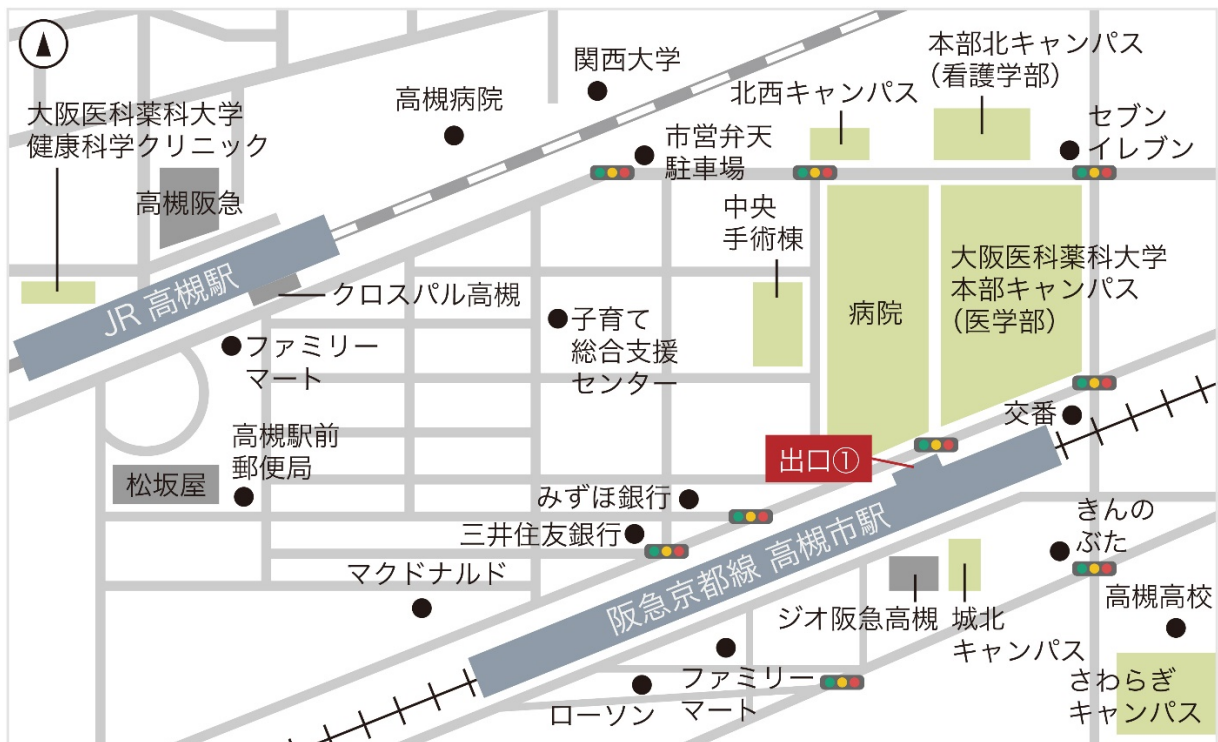 関西大学
本部北キャンパス
（看護学部）
高槻病院
北西キャンパス
大阪医科薬科大学
健康科学クリニック
セブン
イレブン
市営弁天
駐車場
高槻阪急
中央
手術棟
大阪医科薬科大学
本部キャンパス
（医学部）
JR 高槻駅
クロスパル高槻
病院
子育て
総合支援
センター
ファミリー
マート
交番
高槻駅前
郵便局
出口①
松坂屋
みずほ銀行
三井住友銀行
きんの
ぶた
マクドナルド
阪急京都線 高槻市駅
ジオ阪急高槻
城北
キャンパス
高槻高校
ファミリー
マート
ローソン
さわらぎ
キャンパス